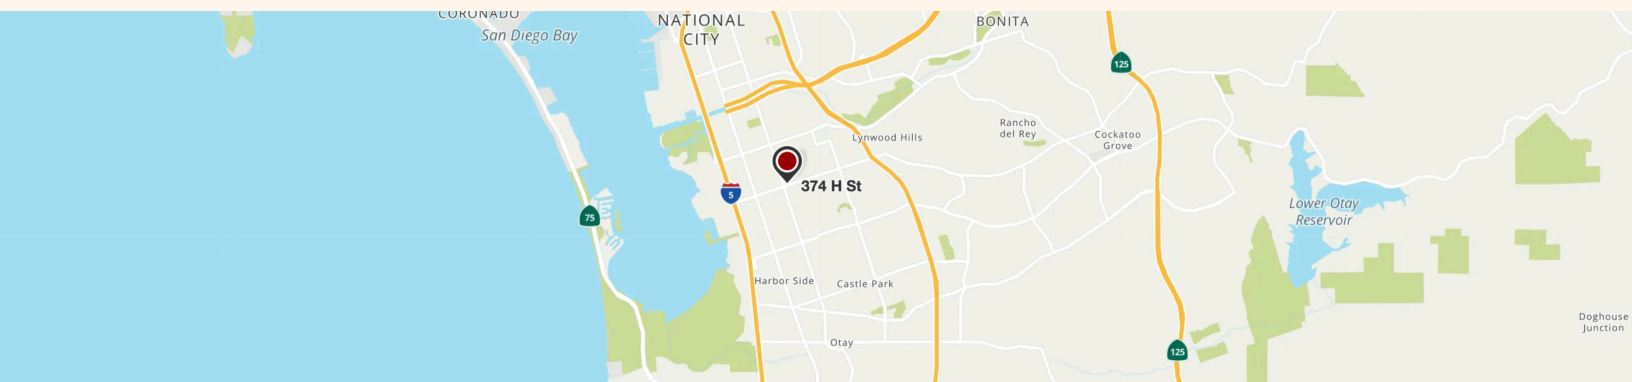 CORONADO
San Diego Bay
NATIONAL
CITY
BONITA
125
Lynwood Hills
Rancho
del Rey
Cockatoo
Grove
374 H St
5
75
Lower Otay
Reservoir
Harbor Side
Castle Park
Doghouse
Junction
Otay
125